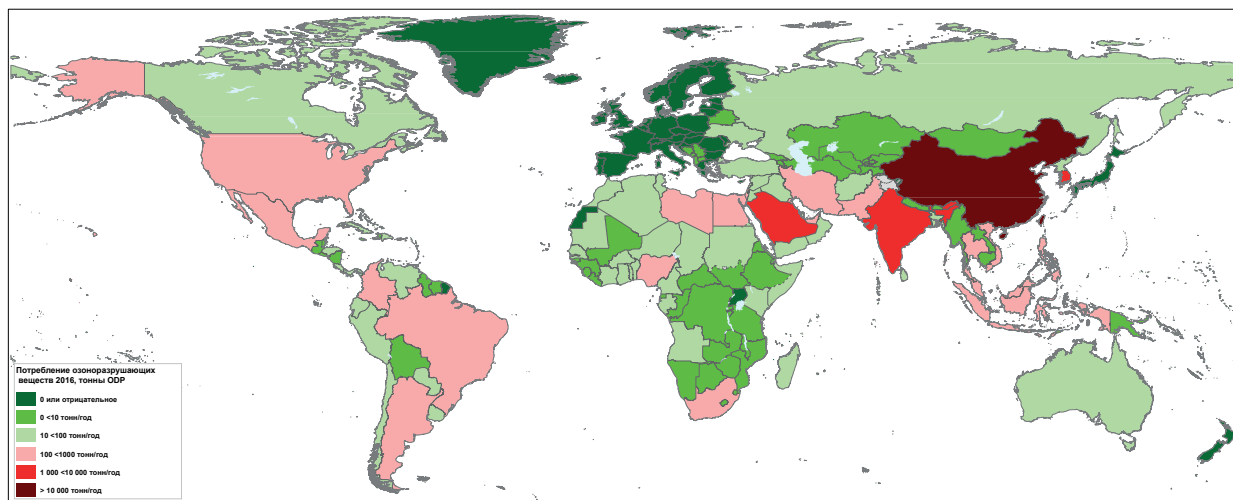 Потребление озоноразрушающих
веществ 2016, тонны ODP
0 или отрицательное
0 <10 тонн/год
10 <100 тонн/год
100 <1000 тонн/год
1 000 <10 000 тонн/год
> 10 000 тонн/год